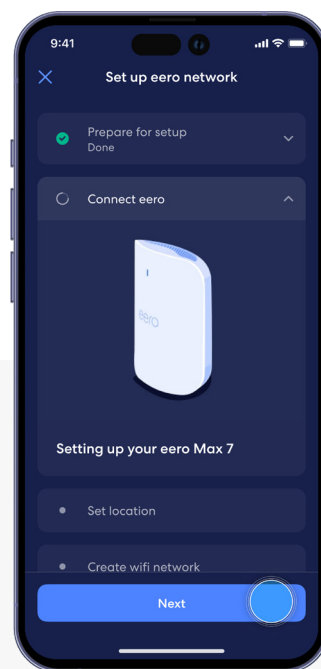 9:41
Set up eero network
Prepare for setup
Done
Connect eero
eero
Setting up your eero Max 7
Set location
Create wifi network
Next